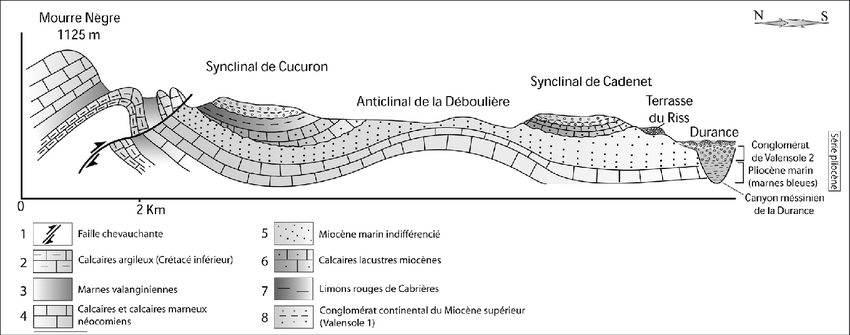 Mourre Nègre
1125 m
N S
Synclinal de Cucuron
Synclinal de Cadenet
Anticlinal de la Déboulière
Terrasse
du Riss
Durance
Conglomérat
de Valensole 2
Pliocène marin
(marnes bleues)
Série pliocène
Canyon méssinien
de la Durance
0
2 Km
1 Faille chevauchante
2 Calcaires argileux (Crétacé inférieur)
3 Marnes valanginiennes
4 Calcaires et calcaires marneux
néocomiens
5 Miocène marin indifférencié
6 Calcaires lacustres miocènes
7 Limons rouges de Cabrières
8 Conglomérat continental du Miocène supérieur
(Valensole 1)